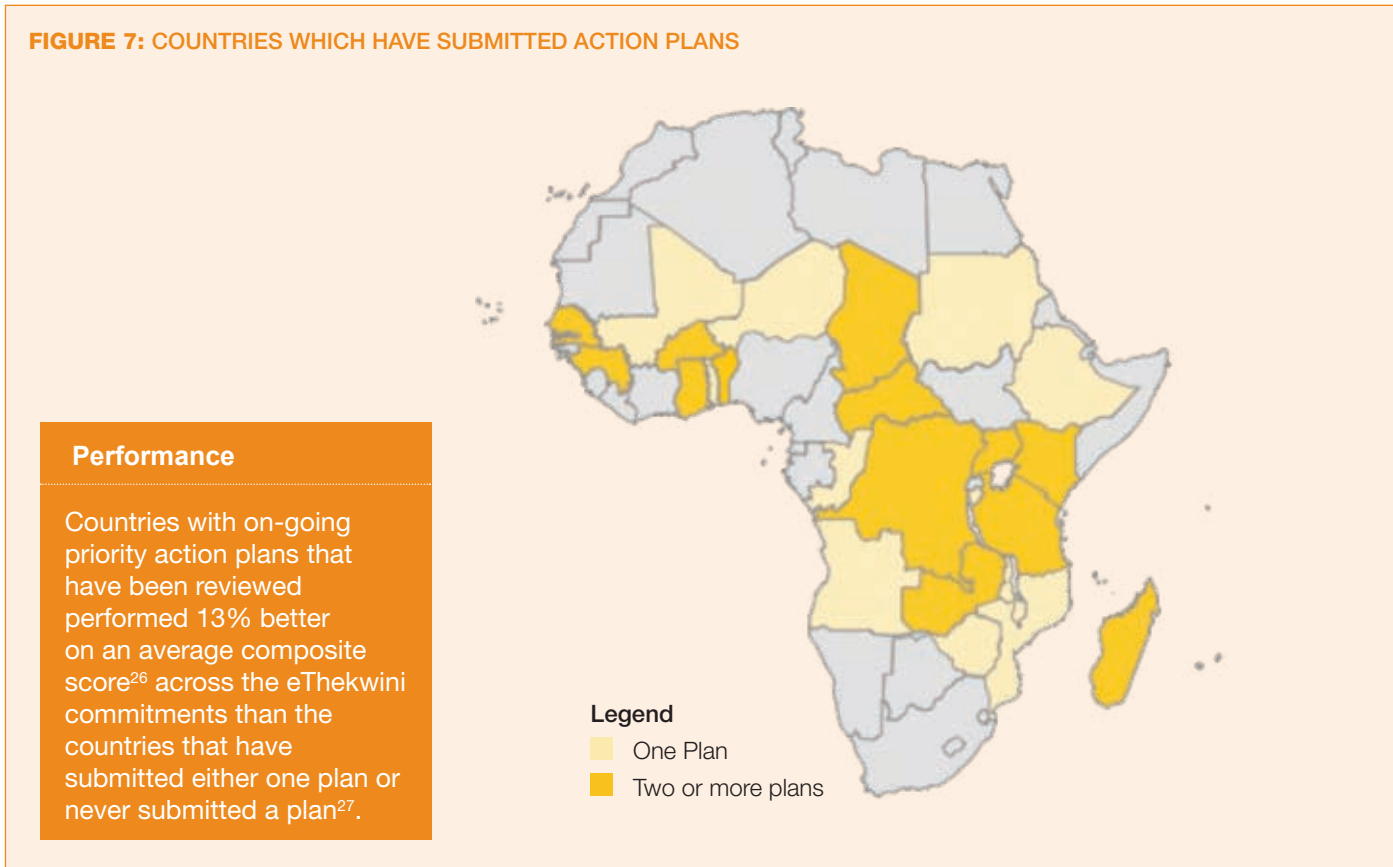 FIGURE 7: COUNTRIES WHICH HAVE SUBMITTED ACTION PLANS
Performance
Countries with on-going
priority action plans that
have been reviewed
performed 13% better
on an average composite
score26 across the eThekwini
commitments than the
countries that have
submitted either one plan or
never submitted a plan27.
Legend
One Plan
Two or more plans